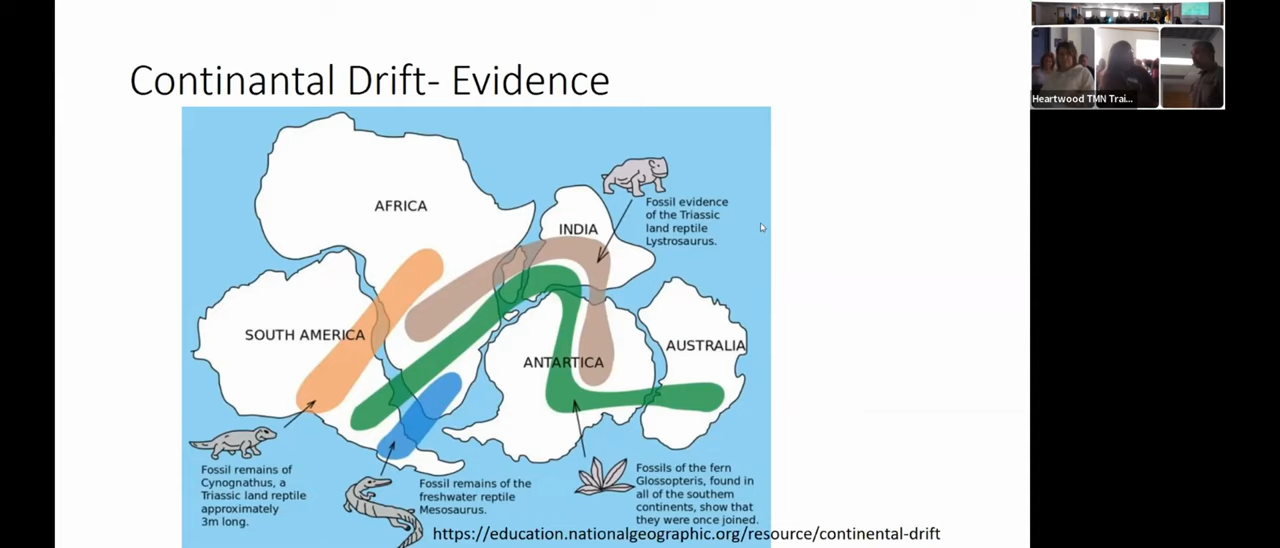 Continantal Drift- Evidence
Heartwood TMN Trai...
AFRICA
INDIA
Fossil evidence
of the Triassic
land reptile
Lystrosaurus.
SOUTH AMERICA
ANTARTICA
AUSTRALIA
Fossil remains of
Cynognathus, a
Triassic land reptile
approximately
3m long.
Fossil remains of the
freshwater reptile
Mesosaurus.
Fossils of the fern
Glossopteris, found in
all of the southern
continents, show that
they were once joined.
https://education.nationalgeographic.org/resource/continental-drift